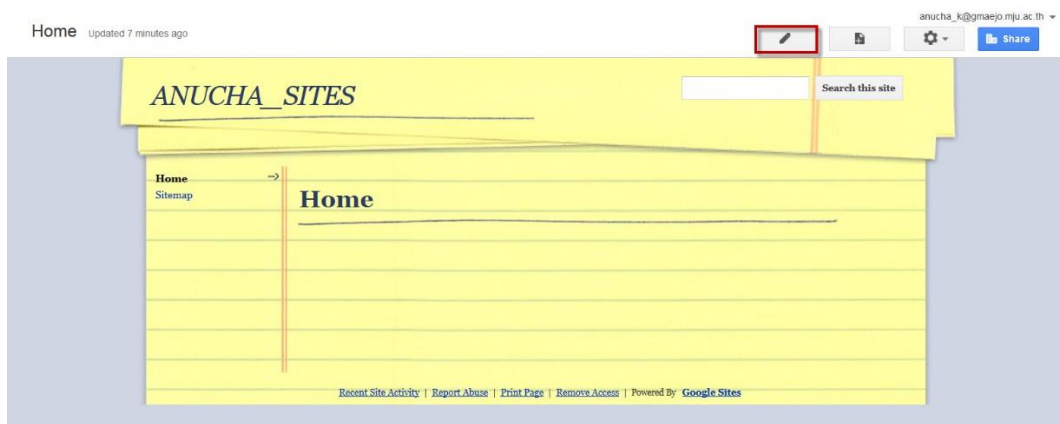 anucha_k@gmaejo.mju.ac.th
Home Updated 7 minutes ago
Share
ANUCHA_SITES
Search this site
Home
Sitemap
Home
Recent Site Activity | Report Abuse | Print Page | Remove Access | Powered By Google Sites